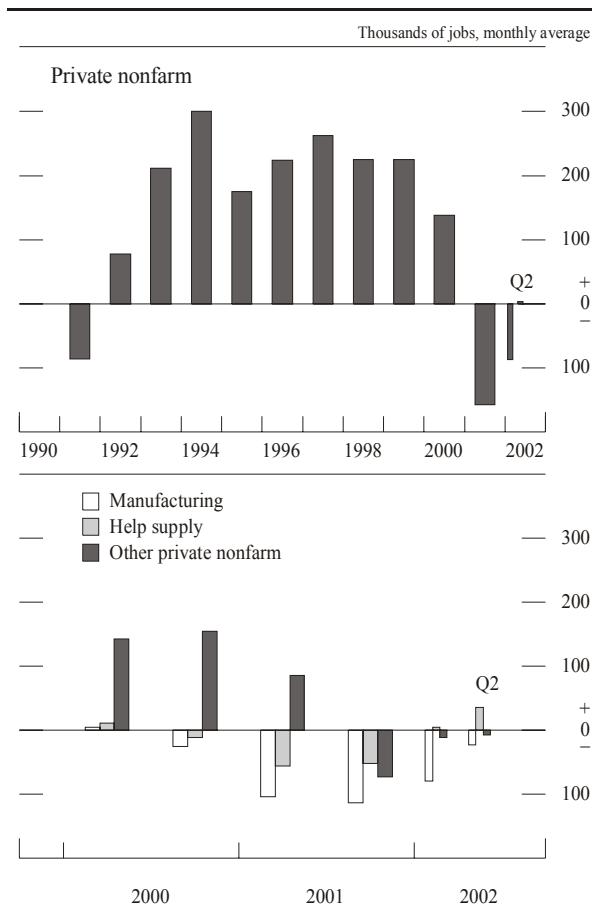 Thousands of jobs, monthly average
Private nonfarm
300
200
100
Q2
+
0
−
100
1990 1992 1994 1996 1998 2000 2002
Manufacturing
Help supply
Other private nonfarm
300
200
100
Q2
+
0
−
100
2000 2001 2002